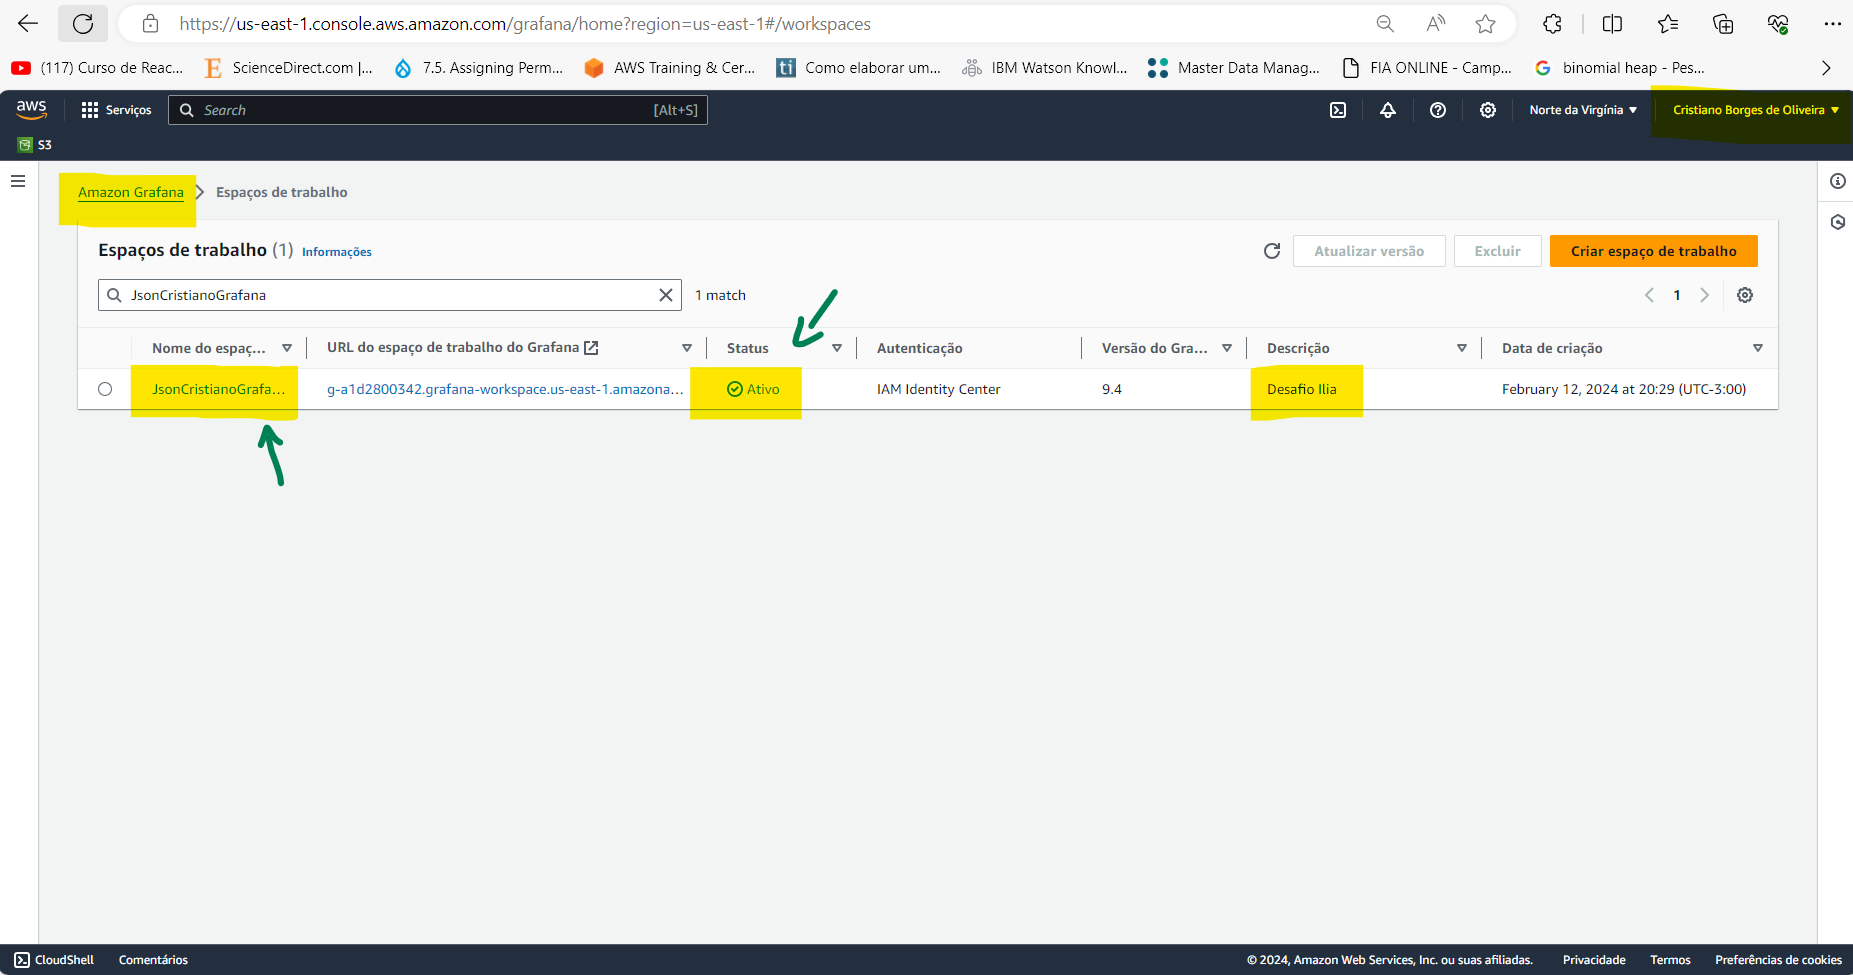 https://us-east-1.console.aws.amazon.com/grafana/home?region=us-east-1#/workspaces
(117) Curso de Reac...
ScienceDirect.com |...
7.5. Assigning Perm...
AWS Training & Cer...
ti Como elaborar um...
IBM Watson Knowl...
Master Data Manag...
FIA ONLINE - Camp...
binomial heap - Pes...
aws
Serviços
Search
[Alt+S]
Norte da Virgínia
Cristiano Borges de Oliveira
S3
Amazon Grafana
Espaços de trabalho
Espaços de trabalho (1)
Informações
Atualizar versão
Excluir
Criar espaço de trabalho
JsonCristianoGrafana
1 match
1
Nome do espaç...
URL do espaço de trabalho do Grafana
Status
Autenticação
Versão do Gra...
Descrição
Data de criação
JsonCristianoGrafa...
g-a1d2800342.grafana-workspace.us-east-1.amazona...
Ativo
IAM Identity Center
9.4
Desafio Ilia
February 12, 2024 at 20:29 (UTC-3:00)
CloudShell
Comentários
© 2024, Amazon Web Services, Inc. ou suas afiliadas.
Privacidade
Termos
Preferências de cookies